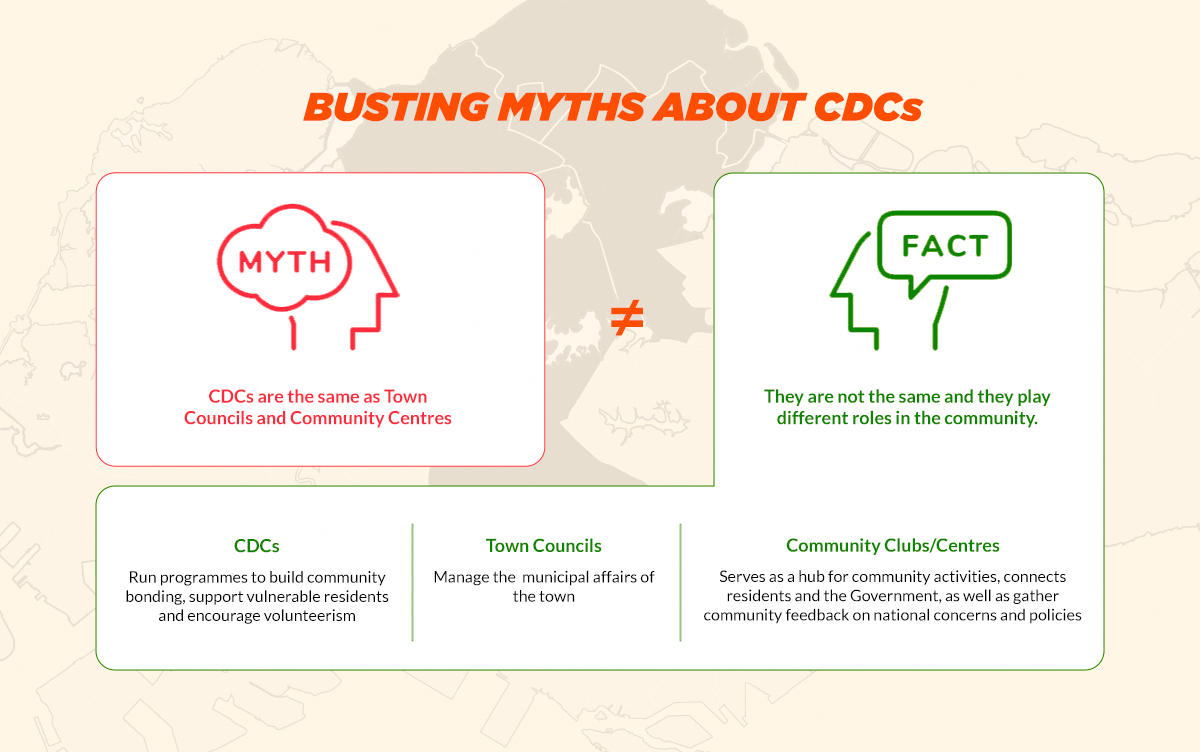 BUSTING MYTHS ABOUT CDCs
MYTH
CDCs are the same as Town
Councils and Community Centres
≠
FACT
They are not the same and they play
different roles in the community.
CDCs
Run programmes to build community
bonding, support vulnerable residents
and encourage volunteerism
Town Councils
Manage the municipal affairs of
the town
Community Clubs/Centres
Serves as a hub for community activities, connects
residents and the Government, as well as gather
community feedback on national concerns and policies